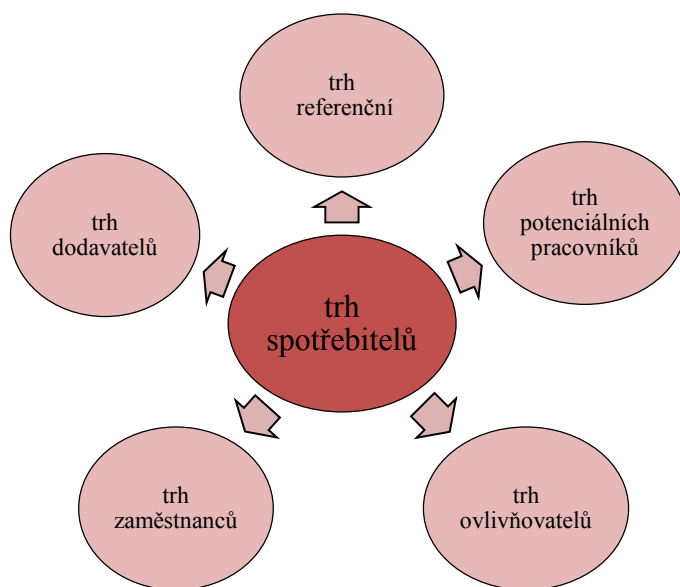 trh
referenční
trh
dodavatelů
trh
potenciálních
pracovníků
trh
spotřebitelů
trh
zaměstnanců
trh
ovlivňovatelů